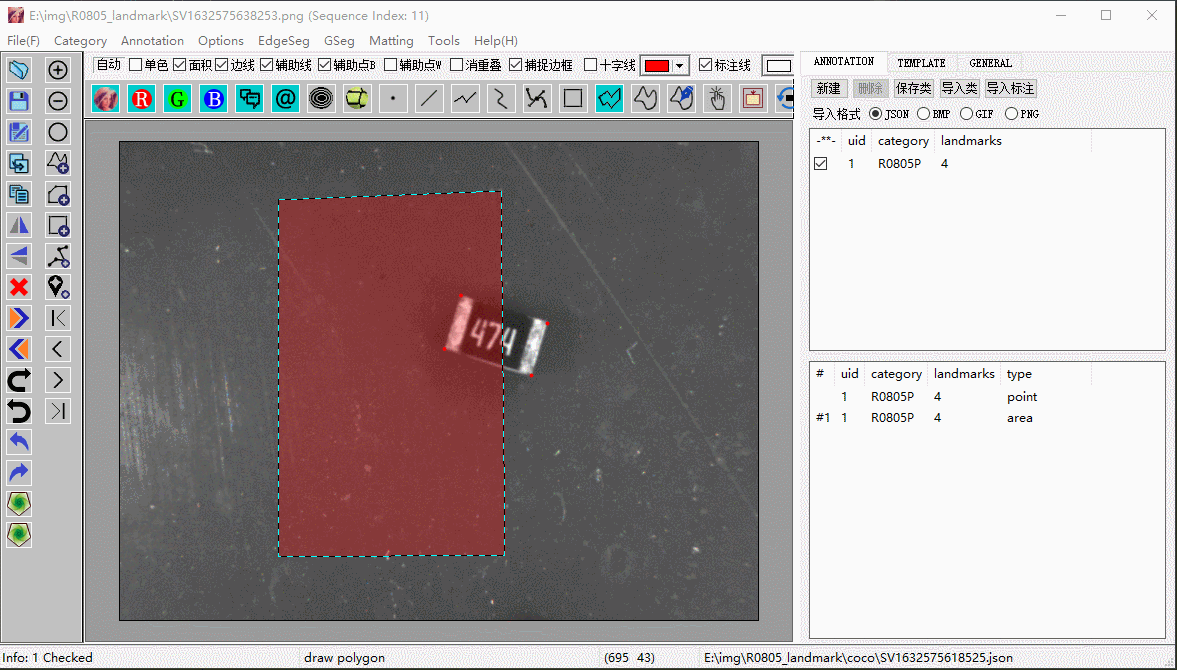 E:\img\R0805_landmark\SV1632575638253.png (Sequence Index: 11)
File(F) Category Annotation Options EdgeSeg GSeg Matting Tools Help(H)
自动 单色 面积 边线 辅助线 辅助点B 辅助点W 消重叠 捕捉边框 十字线 标注线
R G B @
ANNOTATION TEMPLATE GENERAL
新建 删除 保存类 导入类 导入标注
导入格式 JSON BMP GIF PNG
-**- uid category landmarks
1 R0805P 4
474
# uid category landmarks type
1 R0805P 4 point
#1 1 R0805P 4 area
Info: 1 Checked draw polygon (695 43) E:\img\R0805_landmark\coco\SV1632575618525.json